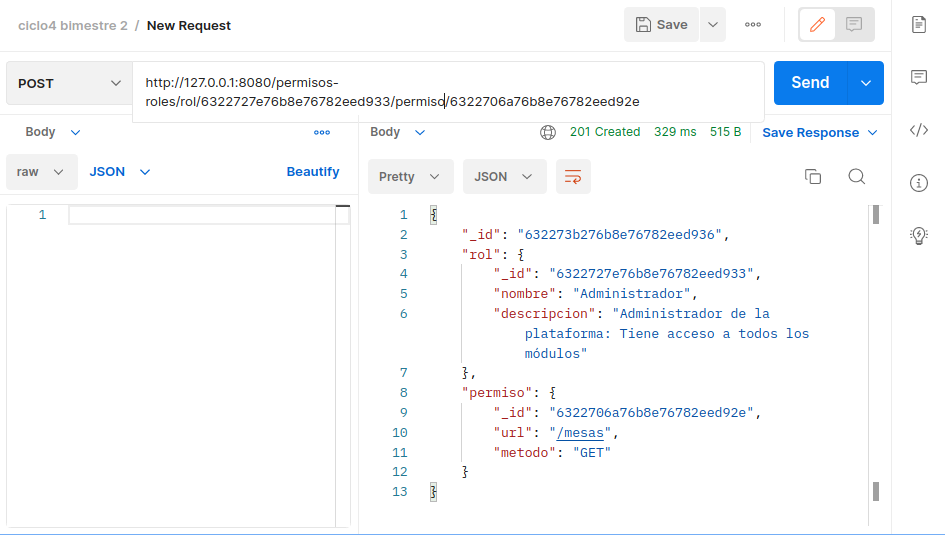 ciclo4 bimestre 2 / New Request
Save
POST
http://127.0.0.1:8080/permisos-
roles/rol/6322727e76b8e76782eed933/permiso/6322706a76b8e76782eed92e
Send
Body
raw
JSON
Beautify
1
Body
201 Created 329 ms 515 B
Save Response
Pretty
JSON
1 {
2 "_id": "632273b276b8e76782eed936",
3 "rol": {
4 "_id": "6322727e76b8e76782eed933",
5 "nombre": "Administrador",
6 "descripcion": "Administrador de la
plataforma: Tiene acceso a todos los
módulos"
7 },
8 "permiso": {
9 "_id": "6322706a76b8e76782eed92e",
10 "url": "/mesas",
11 "metodo": "GET"
12 }
13 }